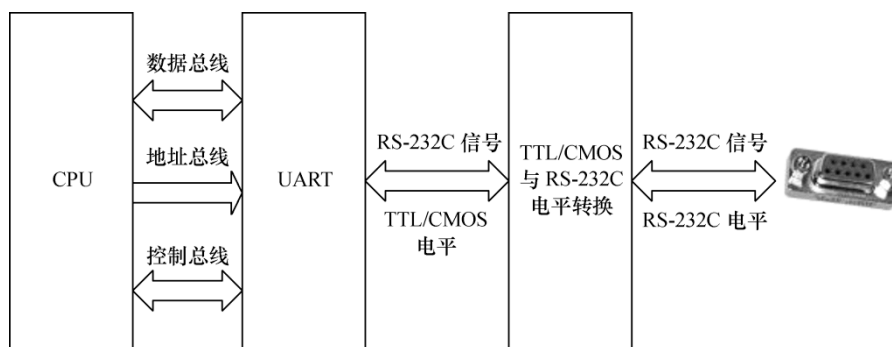 CPU
数据总线
地址总线
控制总线
UART
RS-232C 信号
TTL/CMOS
电平
TTL/CMOS
与 RS-232C
电平转换
RS-232C 信号
RS-232C 电平